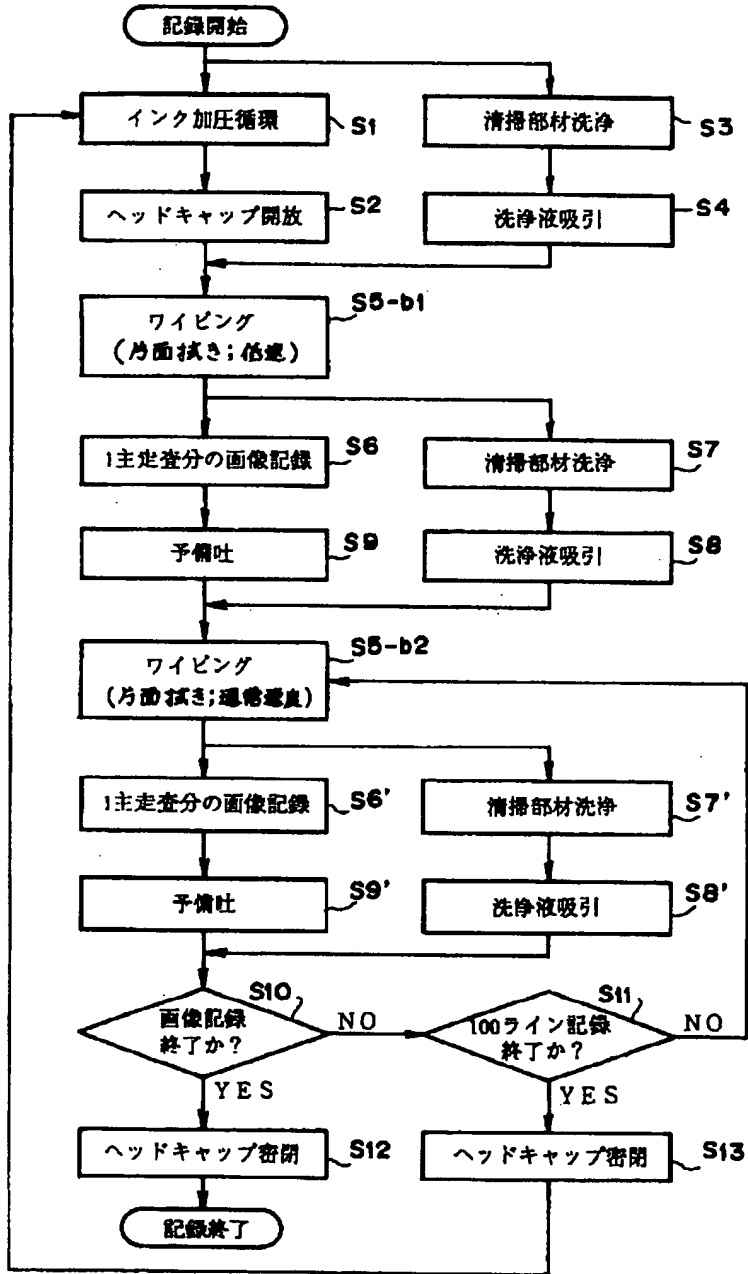 記録開始
インク加圧循環
S1
清掃部材洗浄
S3
ヘッドキャップ開放
S2
洗浄液吸引
S4
ワイピング
(片面拭き;低速)
S5-b1
1主走査分の画像記録
S6
清掃部材洗浄
S7
予備吐
S9
洗浄液吸引
S8
ワイピング
(片面拭き;通常速度)
S5-b2
1主走査分の画像記録
S6'
清掃部材洗浄
S7'
予備吐
S9'
洗浄液吸引
S8'
画像記録
終了か?
S10
NO
100ライン記録
終了か?
S11
NO
YES
YES
ヘッドキャップ密閉
S12
ヘッドキャップ密閉
S13
記録終了